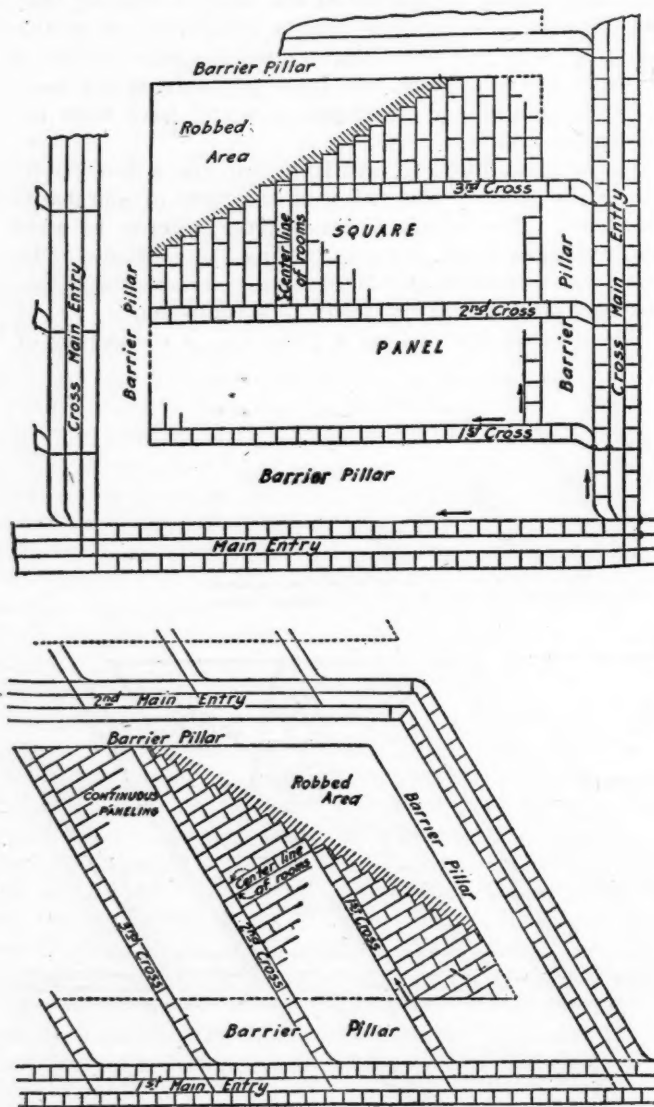 Barrier Pillar
Robbed
Area
3rd Cross
SQUARE
Center line
of rooms
Cross Main Entry
Barrier Pillar
Barrier Pillar
Cross Main Entry
2nd Cross
PANEL
1st Cross
Barrier Pillar
Main Entry
2nd Main Entry
Barrier Pillar
Robbed
Area
CONTINUOUS
PANELING
Barrier Pillar
Center line
of rooms
1st Cross
2nd Cross
3rd Cross
Barrier Pillar
1st Main Entry